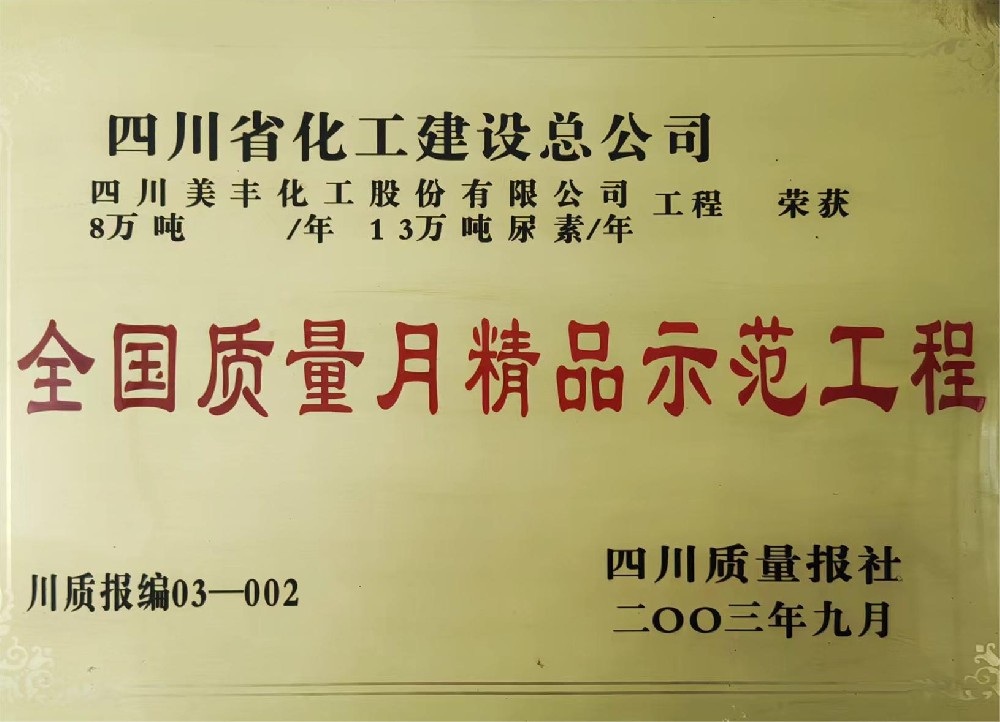 四川省化工建设总公司
四川美丰化工股份有限公司 工程 荣获
8万吨 /年 13万吨尿素/年
全国质量月精品示范工程
川质报编03—002
四川质量报社
二〇〇三年九月